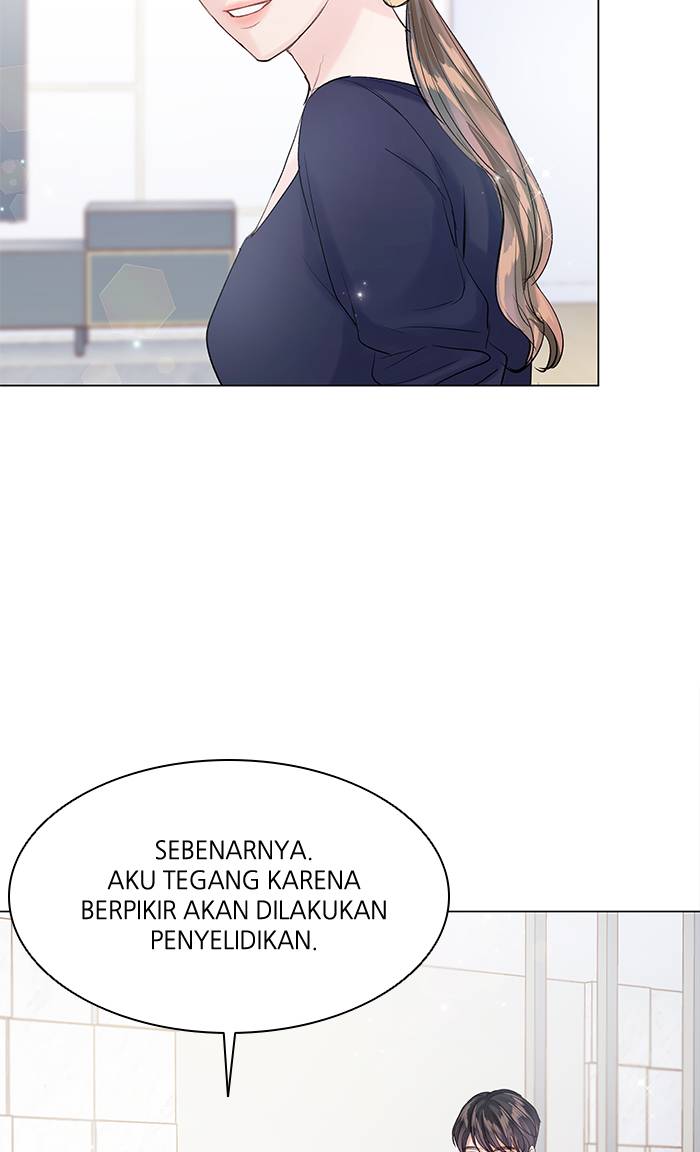 SEBENARNYA.
AKU TEGANG KARENA
BERPIKIR AKAN DILAKUKAN
PENYELIDIKAN.